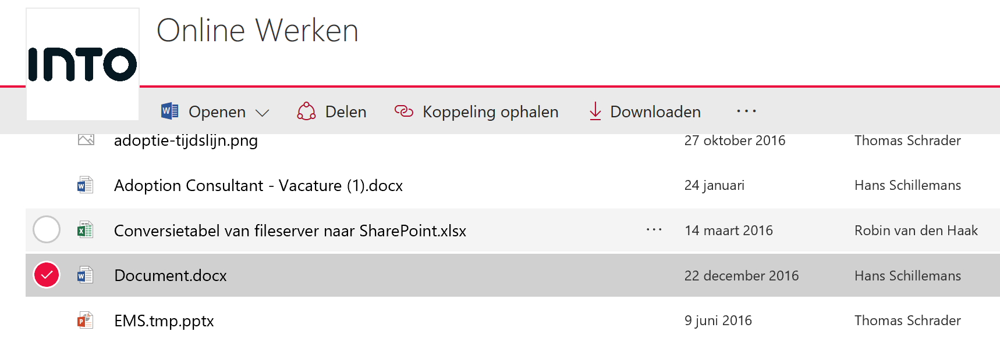 Online Werken
INTO
Openen Delen Koppeling ophalen Downloaden ...
adoptie-tijdslijn.png 27 oktober 2016 Thomas Schrader
Adoption Consultant - Vacature (1).docx 24 januari Hans Schillemans
Conversietabel van fileserver naar SharePoint.xlsx ... 14 maart 2016 Robin van den Haak
Document.docx 22 december 2016 Hans Schillemans
EMS.tmp.pptx 9 juni 2016 Thomas Schrader